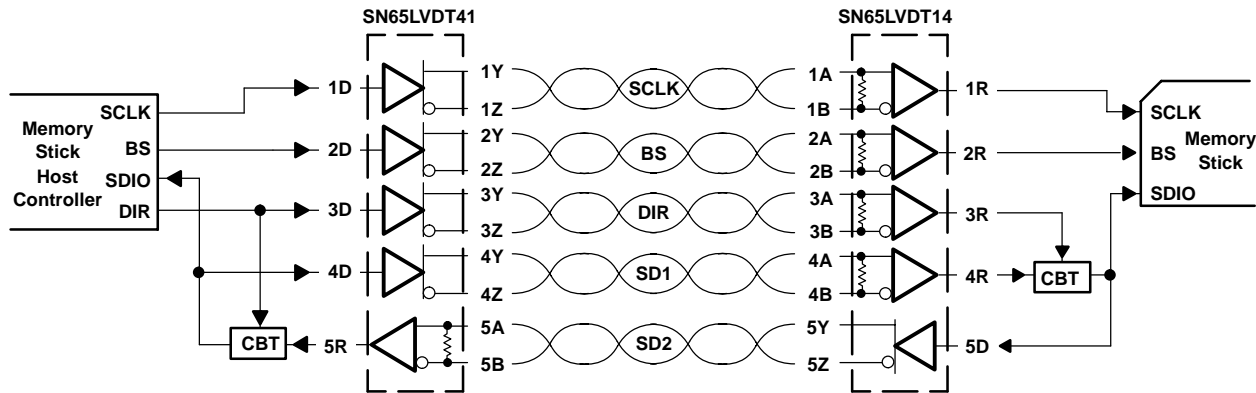 SN65LVDT41
SN65LVDT14
Memory
Stick
Host
Controller
SCLK
BS
SDIO
DIR
1D
2D
3D
4D
5R
CBT
1Y
1Z
2Y
2Z
3Y
3Z
4Y
4Z
5A
5B
SCLK
BS
DIR
SD1
SD2
1A
1B
2A
2B
3A
3B
4A
4B
5Y
5Z
1R
2R
3R
4R
5D
CBT
SCLK
BS
SDIO
Memory
Stick